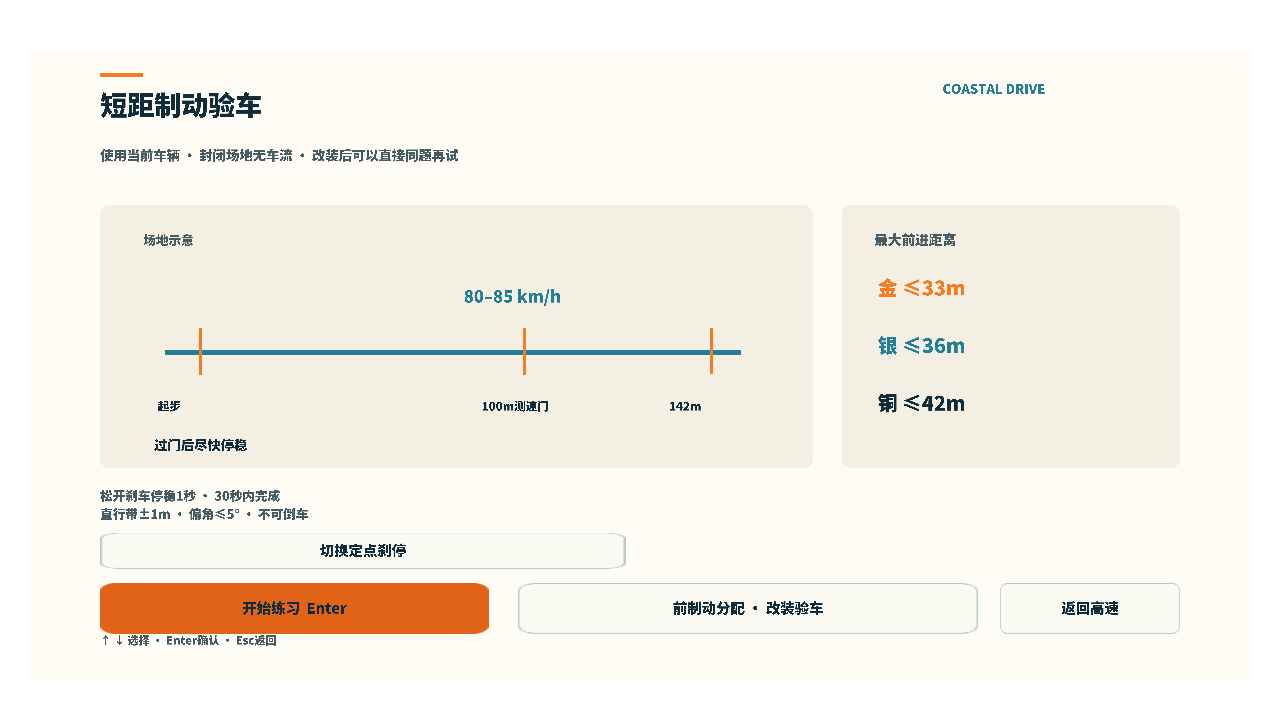 短距制动验车
COASTAL DRIVE
使用当前车辆 • 封闭场地无车流 • 改装后可以直接同题再试
场地示意
80–85 km/h
起步
100m测速门
142m
过门后尽快停稳
最大前进距离
金 ≤33m
银 ≤36m
铜 ≤42m
松开刹车停稳1秒 • 30秒内完成
直行带±1m • 偏角≤5° • 不可倒车
切换定点刹停
开始练习 Enter
前制动分配 • 改装验车
返回高速
↑ ↓ 选择 • Enter确认 • Esc返回